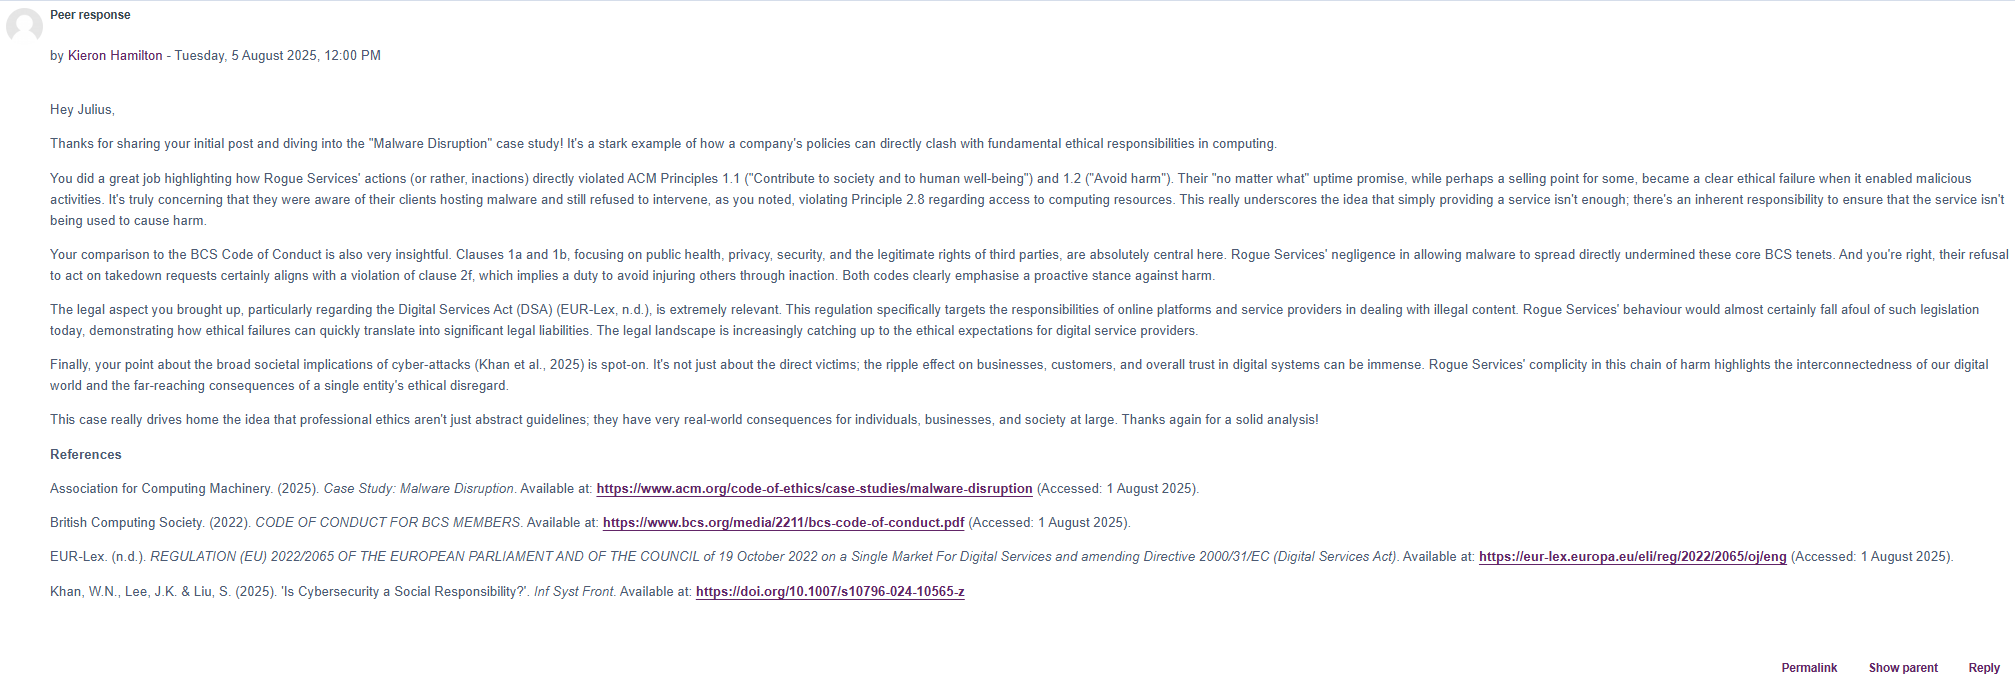 Peer response
by Kieron Hamilton - Tuesday, 5 August 2025, 12:00 PM
Hey Julius,
Thanks for sharing your initial post and diving into the "Malware Disruption" case study! It's a stark example of how a company's policies can directly clash with fundamental ethical responsibilities in computing.
You did a great job highlighting how Rogue Services' actions (or rather, inactions) directly violated ACM Principles 1.1 ("Contribute to society and to human well-being") and 1.2 ("Avoid harm"). Their "no matter what" uptime promise, while perhaps a selling point for some, became a clear ethical failure when it enabled malicious
activities. It's truly concerning that they were aware of their clients hosting malware and still refused to intervene, as you noted, violating Principle 2.8 regarding access to computing resources. This really underscores the idea that simply providing a service isn't enough; there's an inherent responsibility to ensure that the service isn't
being used to cause harm.
Your comparison to the BCS Code of Conduct is also very insightful. Clauses 1a and 1b, focusing on public health, privacy, security, and the legitimate rights of third parties, are absolutely central here. Rogue Services' negligence in allowing malware to spread directly undermined these core BCS tenets. And you're right, their refusal
to act on takedown requests certainly aligns with a violation of clause 2f, which implies a duty to avoid injuring others through inaction. Both codes clearly emphasise a proactive stance against harm.
The legal aspect you brought up, particularly regarding the Digital Services Act (DSA) (EUR-Lex, n.d.), is extremely relevant. This regulation specifically targets the responsibilities of online platforms and service providers in dealing with illegal content. Rogue Services' behaviour would almost certainly fall afoul of such legislation
today, demonstrating how ethical failures can quickly translate into significant legal liabilities. The legal landscape is increasingly catching up to the ethical expectations for digital service providers.
Finally, your point about the broad societal implications of cyber-attacks (Khan et al., 2025) is spot-on. It's not just about the direct victims; the ripple effect on businesses, customers, and overall trust in digital systems can be immense. Rogue Services' complicity in this chain of harm highlights the interconnectedness of our digital
world and the far-reaching consequences of a single entity's ethical disregard.
This case really drives home the idea that professional ethics aren't just abstract guidelines; they have very real-world consequences for individuals, businesses, and society at large. Thanks again for a solid analysis!
References
Association for Computing Machinery. (2025). Case Study: Malware Disruption. Available at: https://www.acm.org/code-of-ethics/case-studies/malware-disruption (Accessed: 1 August 2025).
British Computing Society. (2022). CODE OF CONDUCT FOR BCS MEMBERS. Available at: https://www.bcs.org/media/2211/bcs-code-of-conduct.pdf (Accessed: 1 August 2025).
EUR-Lex. (n.d.). REGULATION (EU) 2022/2065 OF THE EUROPEAN PARLIAMENT AND OF THE COUNCIL of 19 October 2022 on a Single Market For Digital Services and amending Directive 2000/31/EC (Digital Services Act). Available at: https://eur-lex.europa.eu/eli/reg/2022/2065/oj/eng (Accessed: 1 August 2025).
Khan, W.N., Lee, J.K. & Liu, S. (2025). 'Is Cybersecurity a Social Responsibility?'. Inf Syst Front. Available at: https://doi.org/10.1007/s10796-024-10565-z
Permalink Show parent Reply